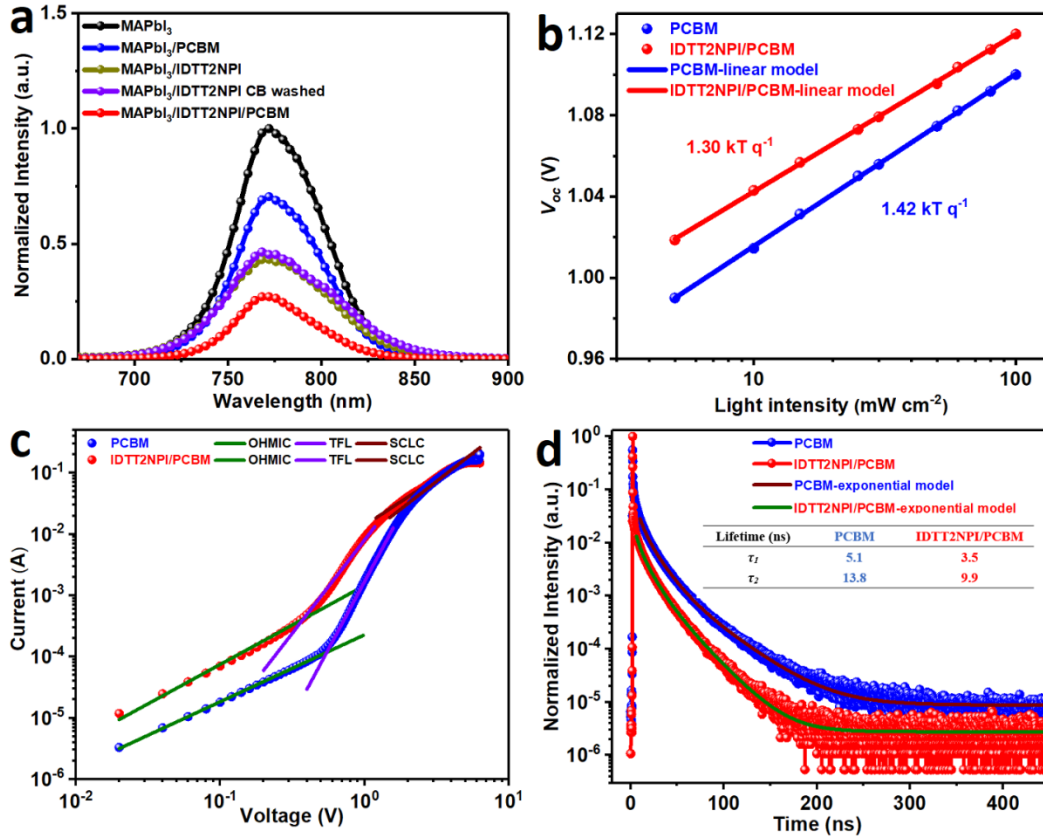 a
1.5
1.0
0.5
0.0
Normalized Intensity (a.u.)
MAPbI₃
MAPbI₃/PCBM
MAPbI₃/IDTT2NPI
MAPbI₃/IDTT2NPI CB washed
MAPbI₃/IDTT2NPI/PCBM
700 750 800 850 900
Wavelength (nm)
b
1.12
1.08
1.04
1.00
0.96
Voc (V)
PCBM
IDTT2NPI/PCBM
PCBM-linear model
IDTT2NPI/PCBM-linear model
1.30 kT q⁻¹
1.42 kT q⁻¹
10 100
Light intensity (mW cm⁻²)
c
10⁰
10⁻¹
10⁻²
10⁻³
10⁻⁴
10⁻⁵
10⁻⁶
Current (A)
PCBM OHMIC TFL SCLC
IDTT2NPI/PCBM OHMIC TFL SCLC
10⁻² 10⁻¹ 10⁰ 10¹
Voltage (V)
d
10⁰
10⁻¹
10⁻²
10⁻³
10⁻⁴
10⁻⁵
10⁻⁶
Normalized Intensity (a.u.)
PCBM
IDTT2NPI/PCBM
PCBM-exponential model
IDTT2NPI/PCBM-exponential model
Lifetime (ns) PCBM IDTT2NPI/PCBM
τ₁ 5.1 3.5
τ₂ 13.8 9.9
0 100 200 300 400
Time (ns)